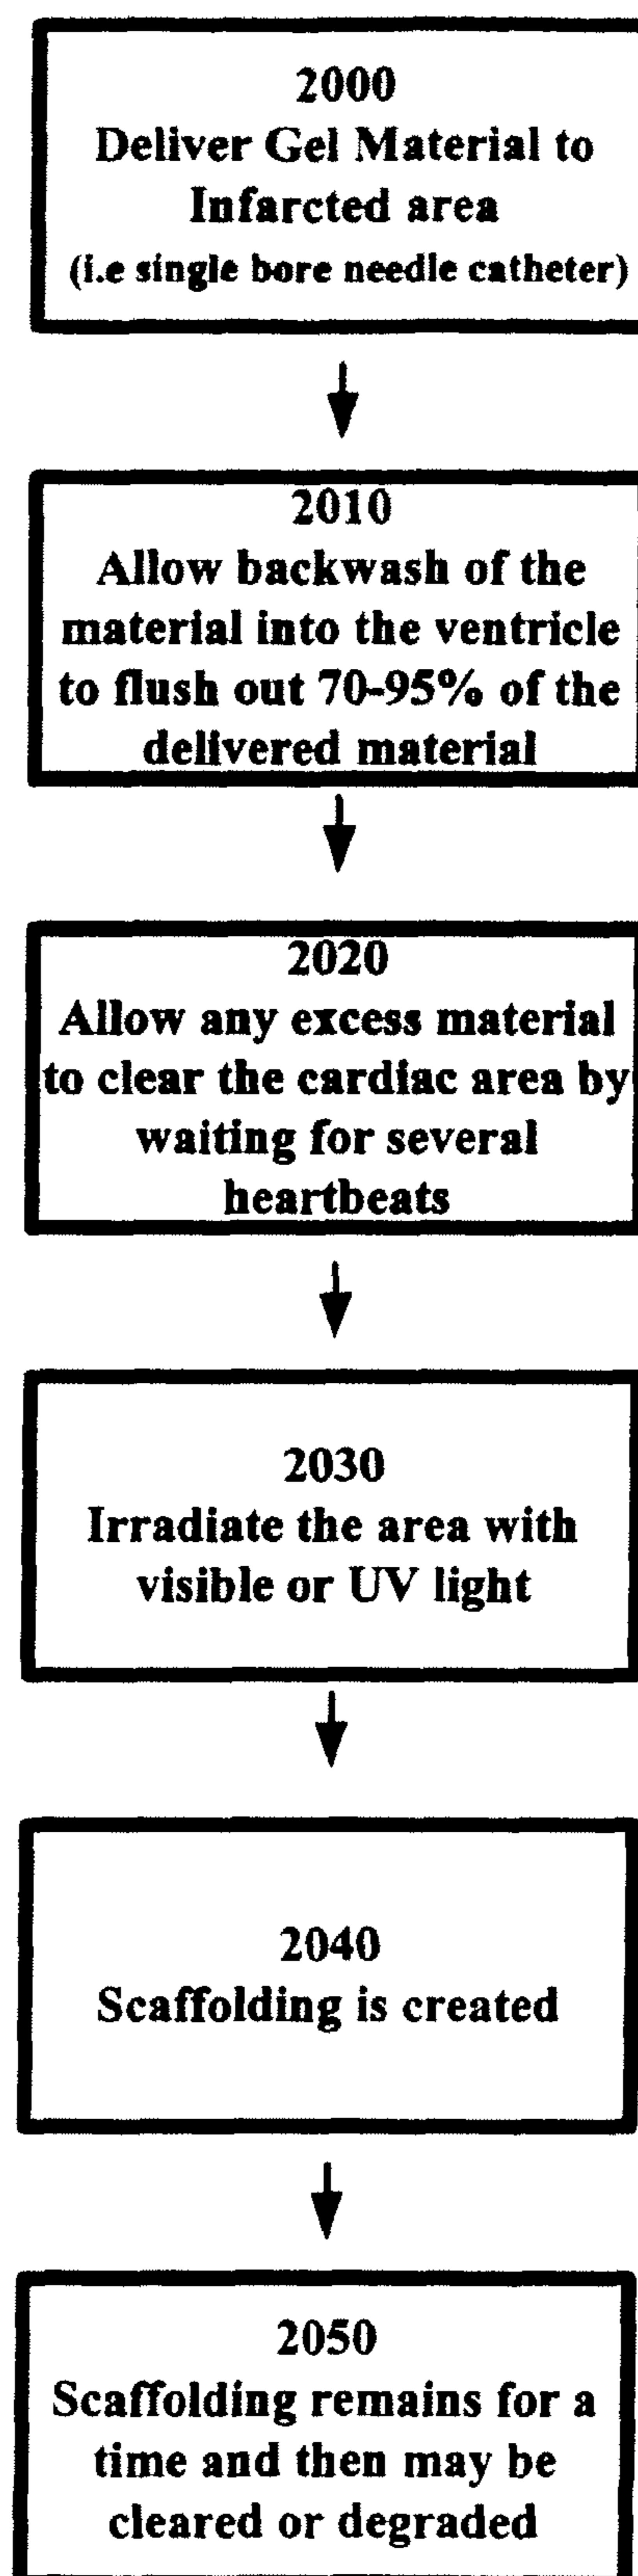 2000
Deliver Gel Material to
Infarcted area
(i.e single bore needle catheter)
2010
Allow backwash of the
material into the ventricle
to flush out 70-95% of the
delivered material
2020
Allow any excess material
to clear the cardiac area by
waiting for several
heartbeats
2030
Irradiate the area with
visible or UV light
2040
Scaffolding is created
2050
Scaffolding remains for a
time and then may be
cleared or degraded